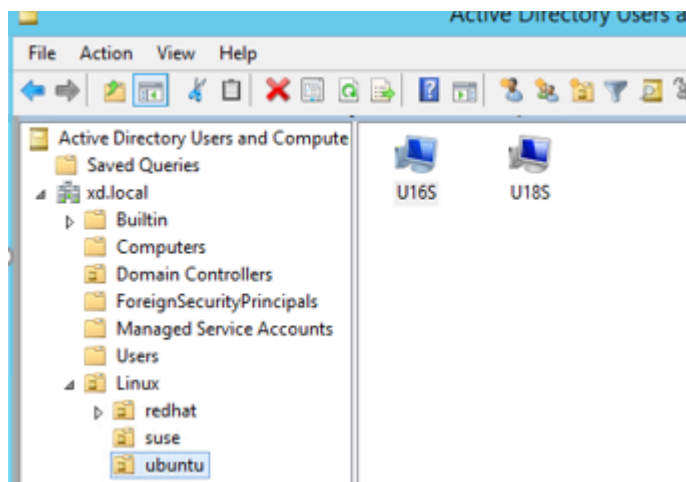 Active Directory Users a
File Action View Help
Active Directory Users and Compute
Saved Queries
xd.local
Builtin
Computers
Domain Controllers
ForeignSecurityPrincipals
Managed Service Accounts
Users
Linux
redhat
suse
ubuntu
U16S U18S